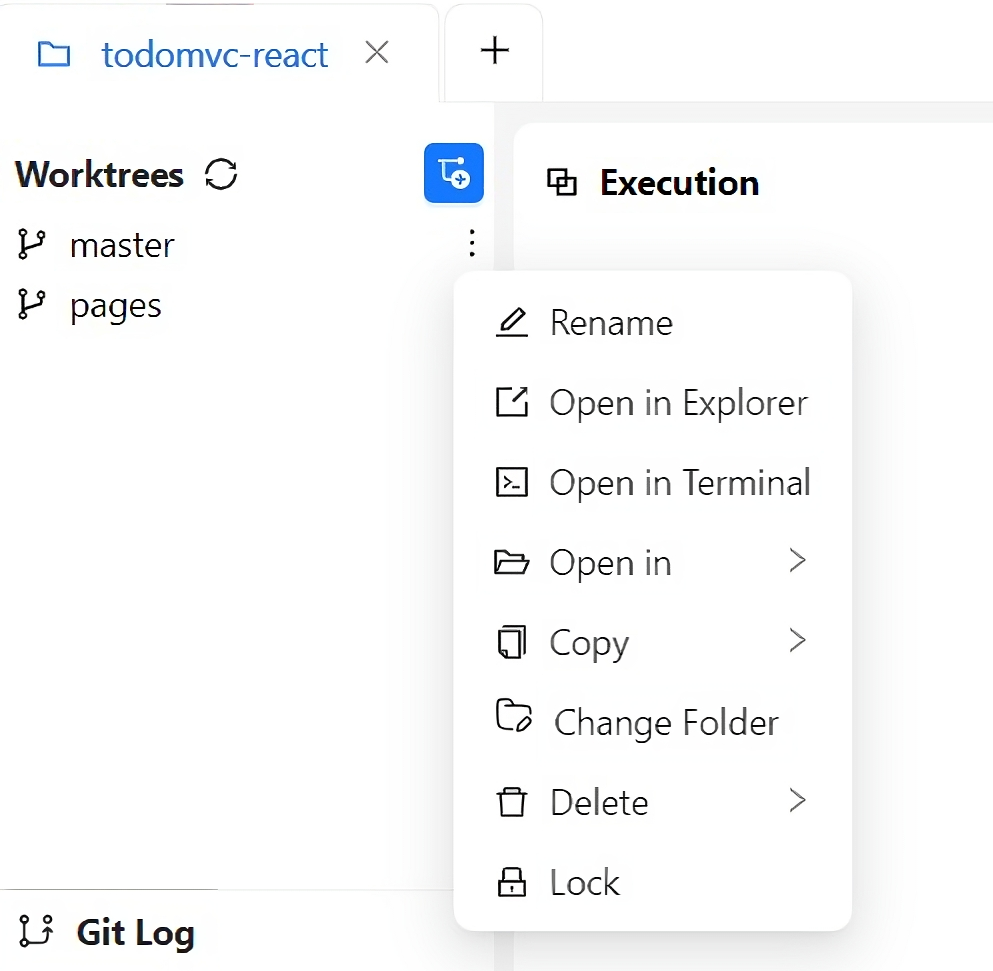 todomvc-react
Worktrees
master
pages
Execution
Rename
Open in Explorer
Open in Terminal
Open in
Copy
Change Folder
Delete
Lock
Git Log